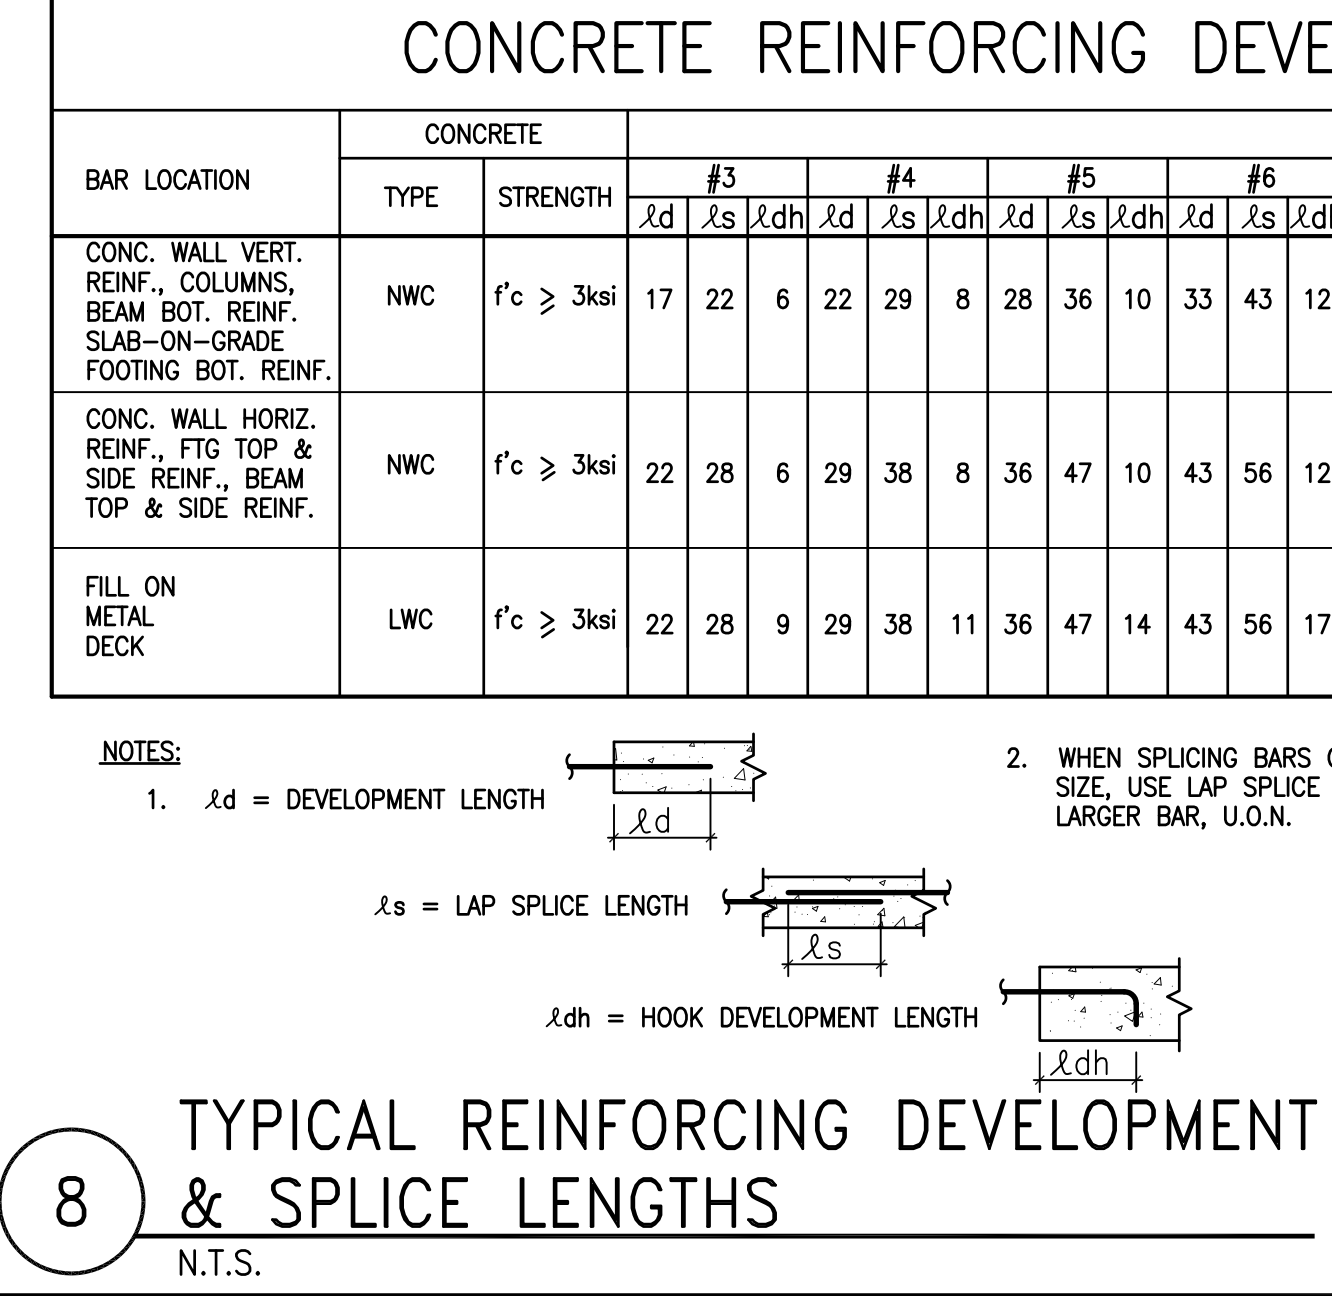 CONCRETE REINFORCING DEVE
CONCRETE
BAR LOCATION
TYPE
STRENGTH
#3
#4
#5
#6
ℓd ℓs ℓdh ℓd ℓs ℓdh ℓd ℓs ℓdh ℓd ℓs ℓdh
CONC. WALL VERT.
REINF., COLUMNS,
BEAM BOT. REINF.
SLAB-ON-GRADE
FOOTING BOT. REINF.
NWC f'c ⩾ 3ksi 17 22 6 22 29 8 28 36 10 33 43 12
CONC. WALL HORIZ.
REINF., FTG TOP &
SIDE REINF., BEAM
TOP & SIDE REINF.
NWC f'c ⩾ 3ksi 22 28 6 29 38 8 36 47 10 43 56 12
FILL ON
METAL
DECK
LWC f'c ⩾ 3ksi 22 28 9 29 38 11 36 47 14 43 56 17
NOTES:
1. ℓd = DEVELOPMENT LENGTH
ℓd
ℓs = LAP SPLICE LENGTH
ℓs
ℓdh = HOOK DEVELOPMENT LENGTH
ℓdh
2. WHEN SPLICING BARS
SIZE, USE LAP SPLICE
LARGER BAR, U.O.N.
8
TYPICAL REINFORCING DEVELOPMENT
& SPLICE LENGTHS
N.T.S.